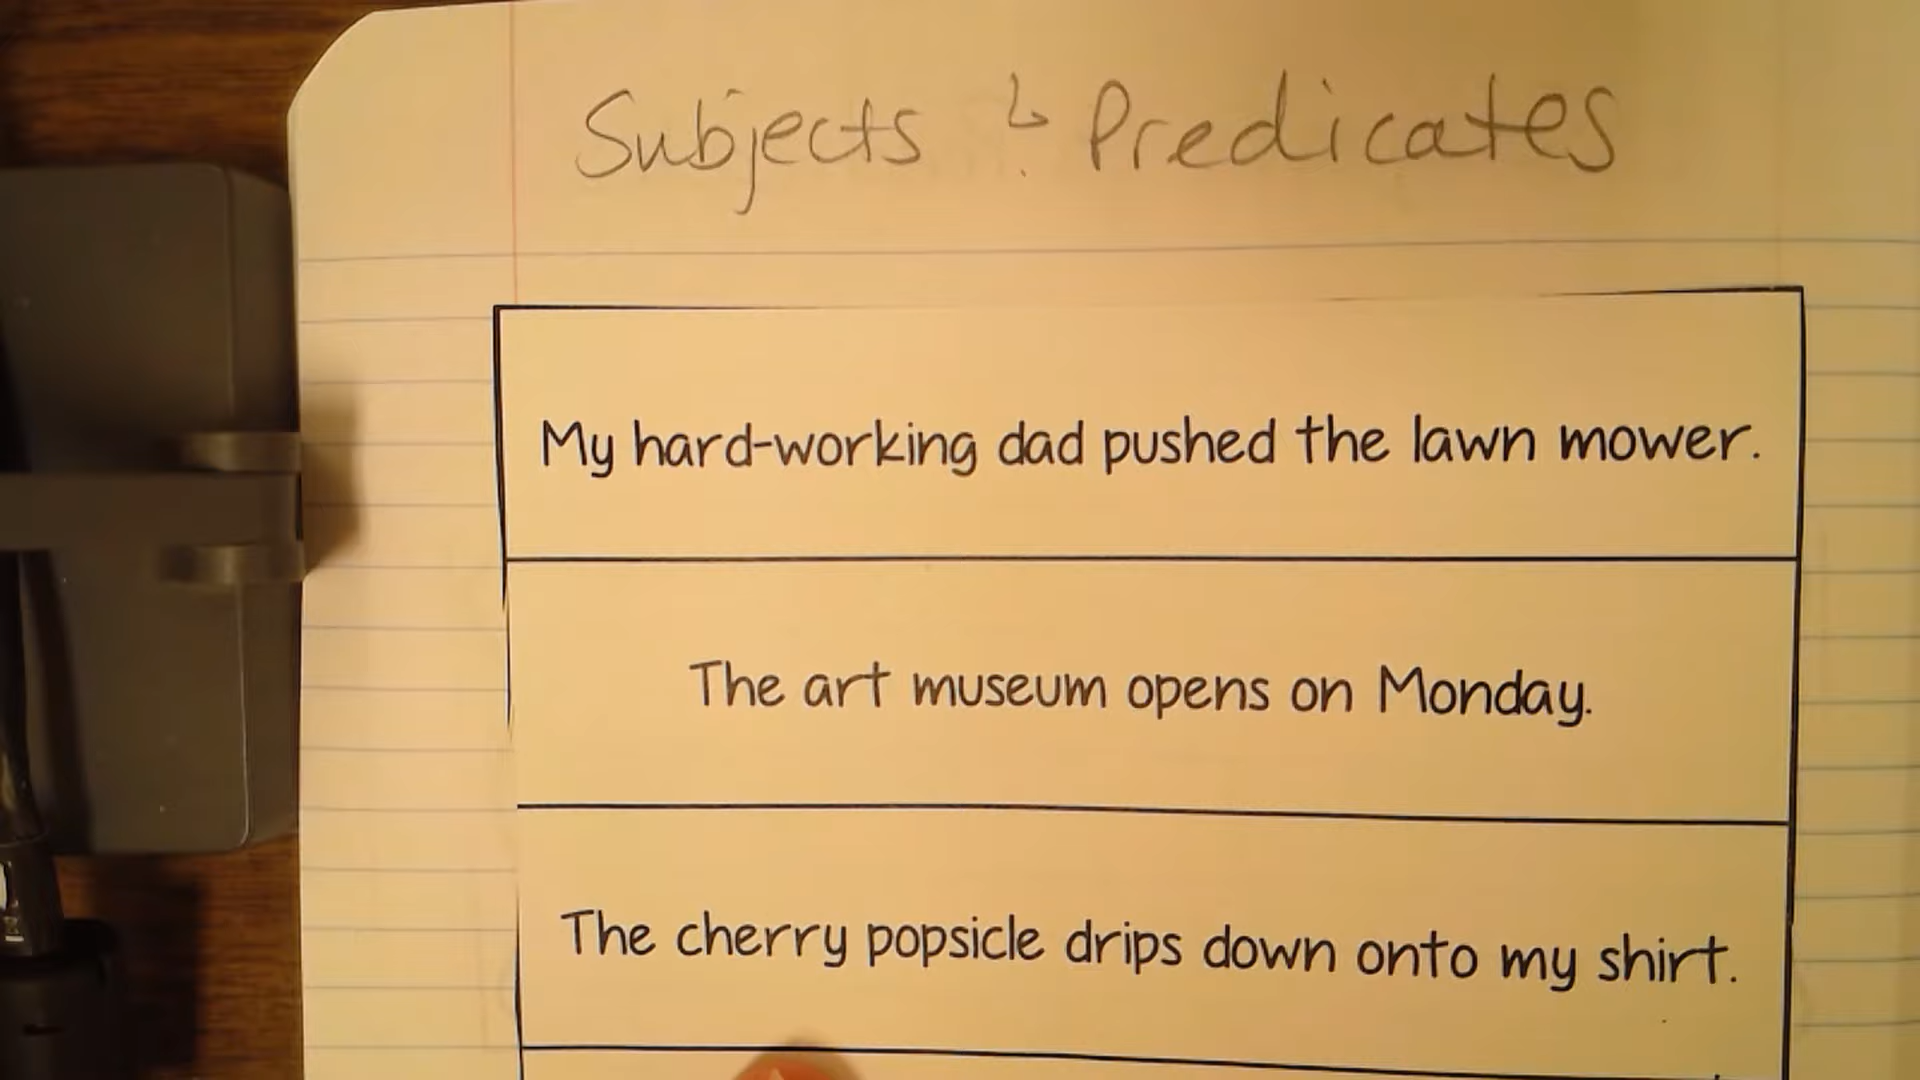 Subjects & Predicates
My hard-working dad pushed the lawn mower.
The art museum opens on Monday.
The cherry popsicle drips down onto my shirt.